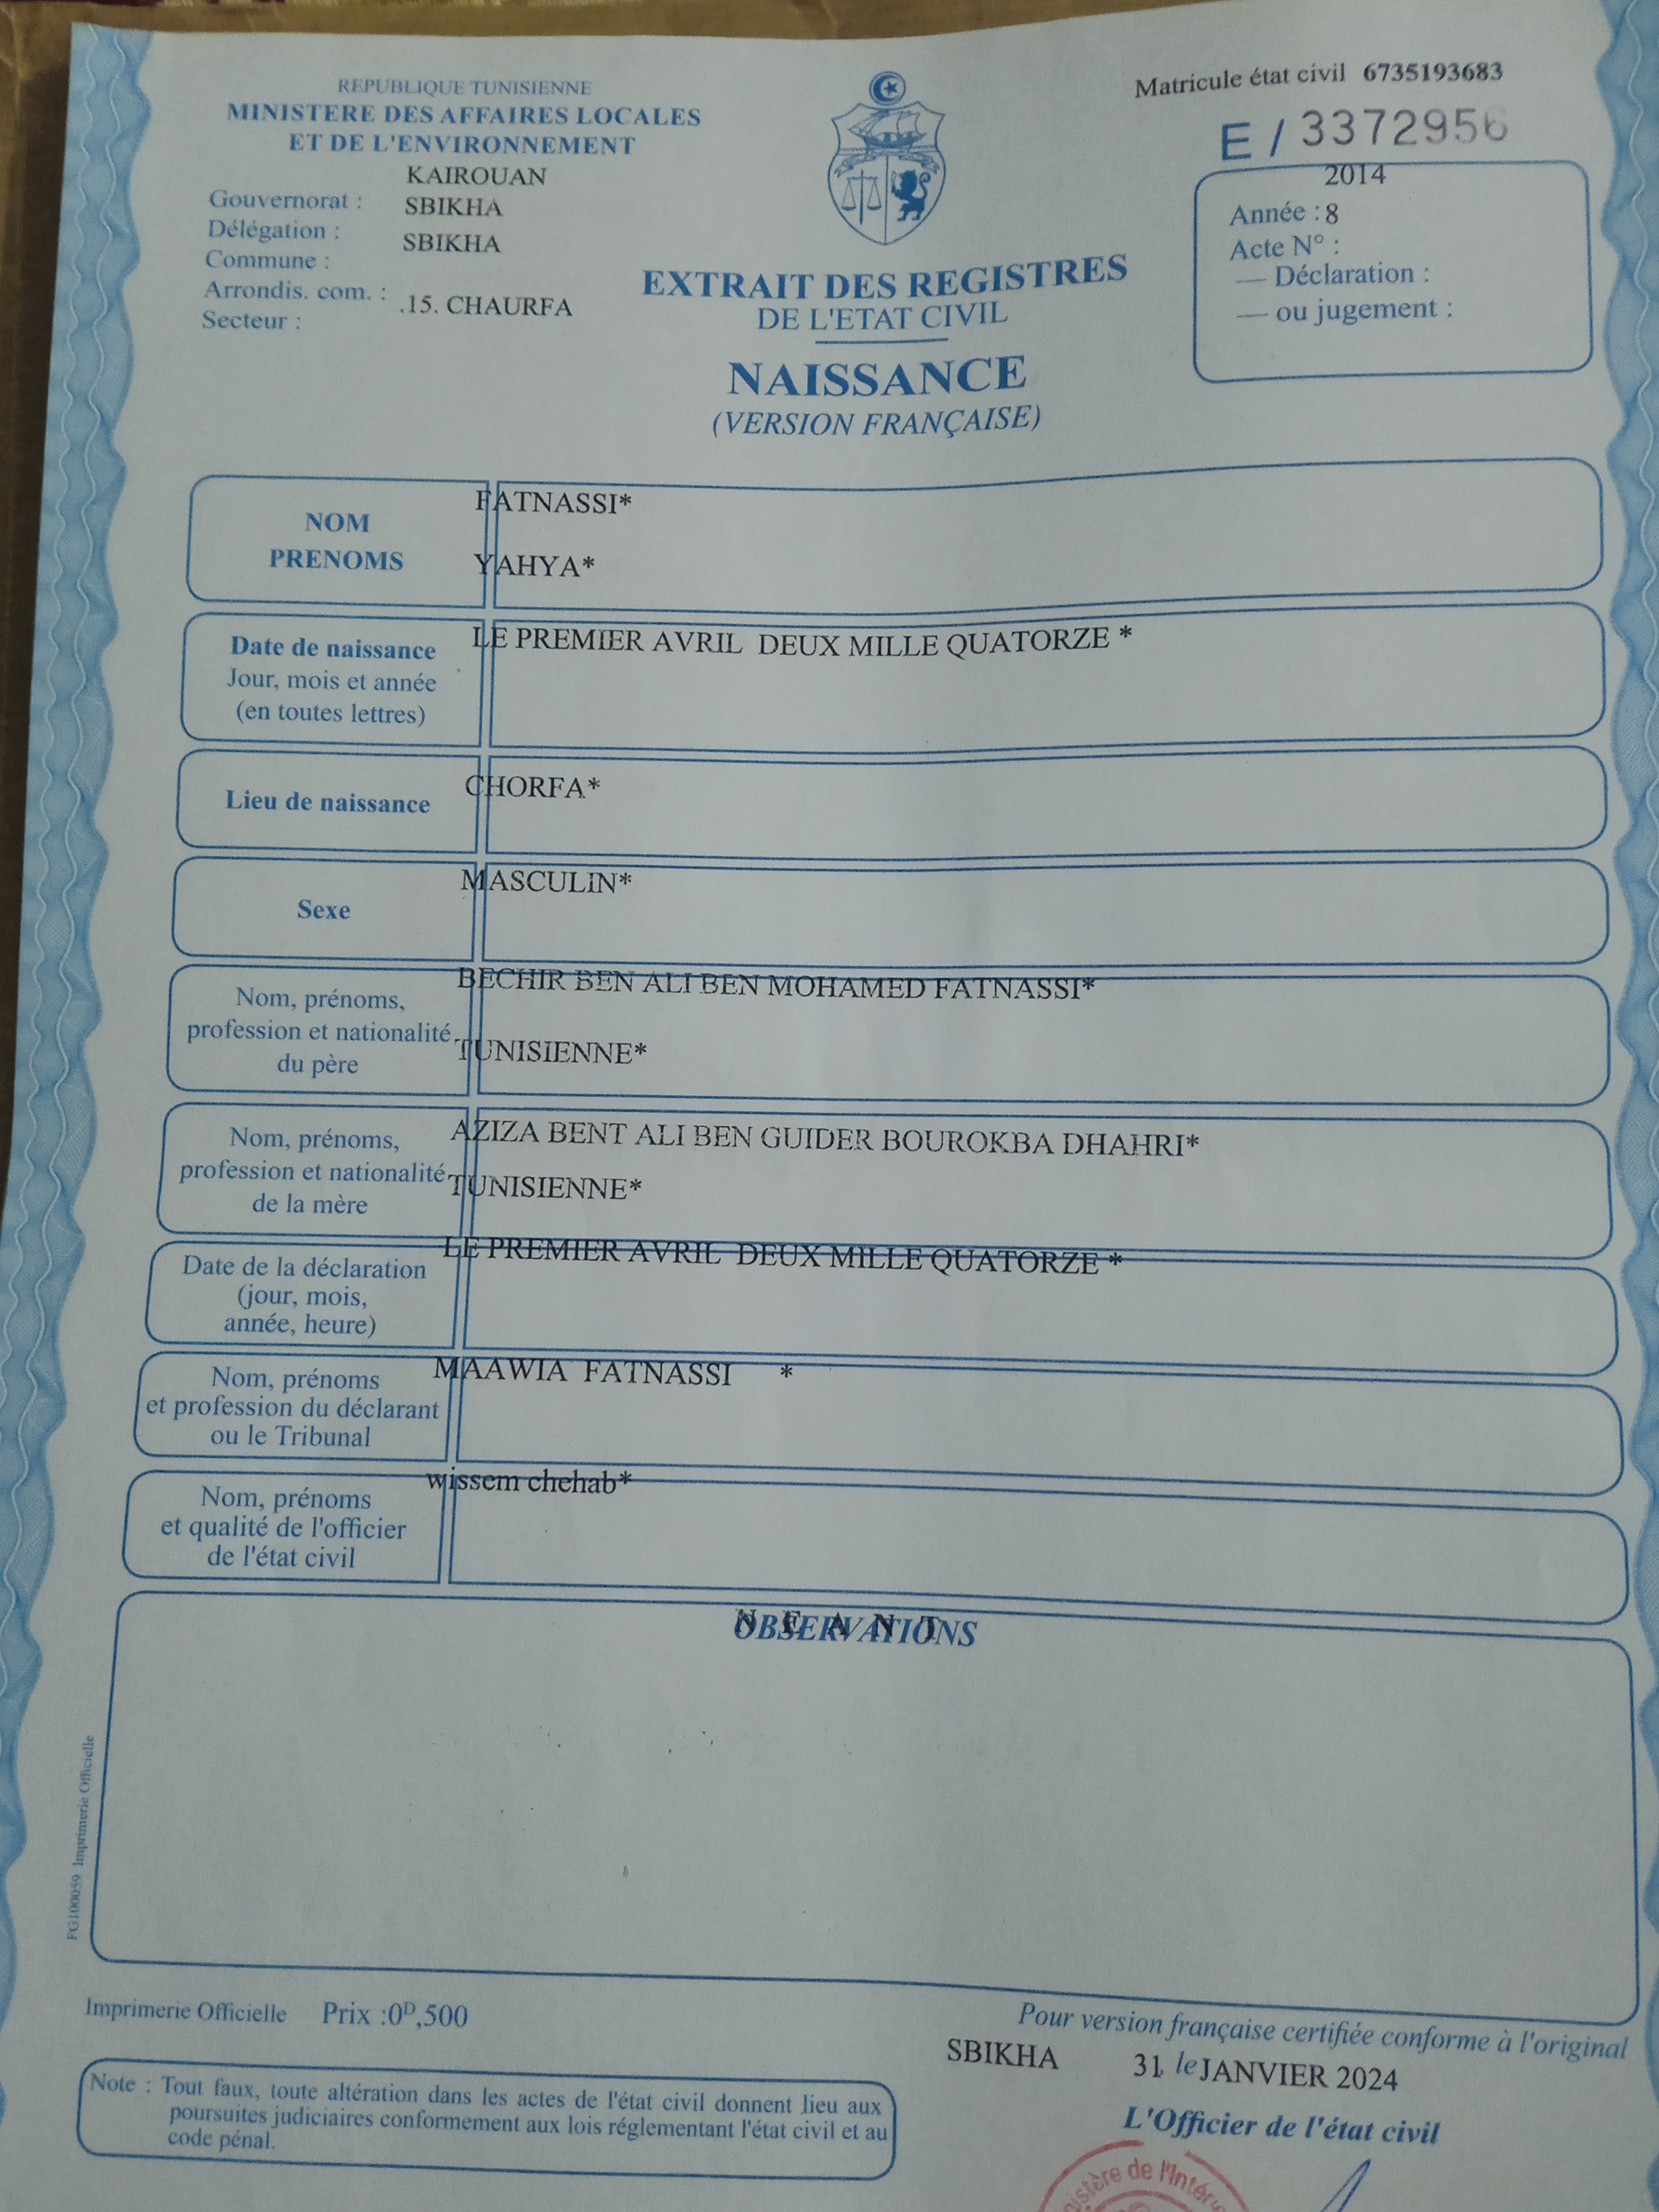 REPUBLIQUE TUNISIENNE
MINISTERE DES AFFAIRES LOCALES
ET DE L'ENVIRONNEMENT
KAIROUAN
Gouvernorat : SBIKHA
Délégation :
Commune : SBIKHA
Arrondis. com. :
Secteur : .15. CHAURFA
EXTRAIT DES REGISTRES
DE L'ETAT CIVIL
NAISSANCE
(VERSION FRANÇAISE)
Matricule état civil 6735193683
E / 3372956
2014
Année : 8
Acte N° :
— Déclaration :
— ou jugement :
NOM
PRENOMS
FATNASSI*
YAHYA*
Date de naissance
Jour, mois et année
(en toutes lettres)
LE PREMIER AVRIL DEUX MILLE QUATORZE *
Lieu de naissance
CHORFA*
Sexe
MASCULIN*
Nom, prénoms,
profession et nationalité
du père
BECHIR BEN ALI BEN MOHAMED FATNASSI*
TUNISIENNE*
Nom, prénoms,
profession et nationalité
de la mère
AZIZA BENT ALI BEN GUIDER BOUROKBA DHAHRI*
TUNISIENNE*
Date de la déclaration
(jour, mois,
année, heure)
LE PREMIER AVRIL DEUX MILLE QUATORZE *
Nom, prénoms
et profession du déclarant
ou le Tribunal
MAAWIA FATNASSI *
Nom, prénoms
et qualité de l'officier
de l'état civil
wissem chehab*
OBSERVATIONS
N E A N T
FG100059 Imprimerie Officielle
Imprimerie Officielle Prix :0D,500
Pour version française certifiée conforme à l'original
SBIKHA 31 le JANVIER 2024
L'Officier de l'état civil
Note : Tout faux, toute altération dans les actes de l'état civil donnent lieu aux
poursuites judiciaires conformement aux lois réglementant l'état civil et au
code pénal.
de l'Intér